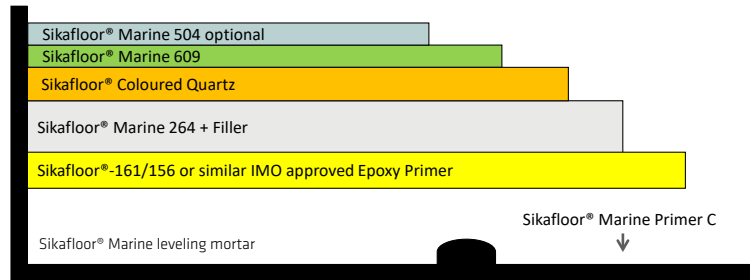 Sikafloor® Marine 504 optional
Sikafloor® Marine 609
Sikafloor® Coloured Quartz
Sikafloor® Marine 264 + Filler
Sikafloor®-161/156 or similar IMO approved Epoxy Primer
Sikafloor® Marine Primer C
Sikafloor® Marine leveling mortar